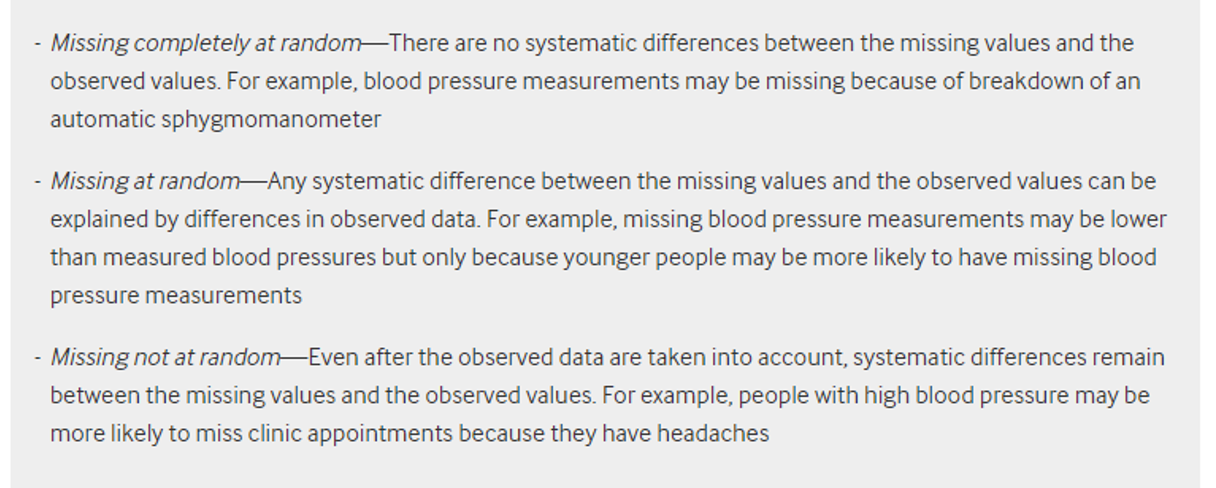 - Missing completely at random—There are no systematic differences between the missing values and the
observed values. For example, blood pressure measurements may be missing because of breakdown of an
automatic sphygmomanometer
- Missing at random—Any systematic difference between the missing values and the observed values can be
explained by differences in observed data. For example, missing blood pressure measurements may be lower
than measured blood pressures but only because younger people may be more likely to have missing blood
pressure measurements
- Missing not at random—Even after the observed data are taken into account, systematic differences remain
between the missing values and the observed values. For example, people with high blood pressure may be
more likely to miss clinic appointments because they have headaches